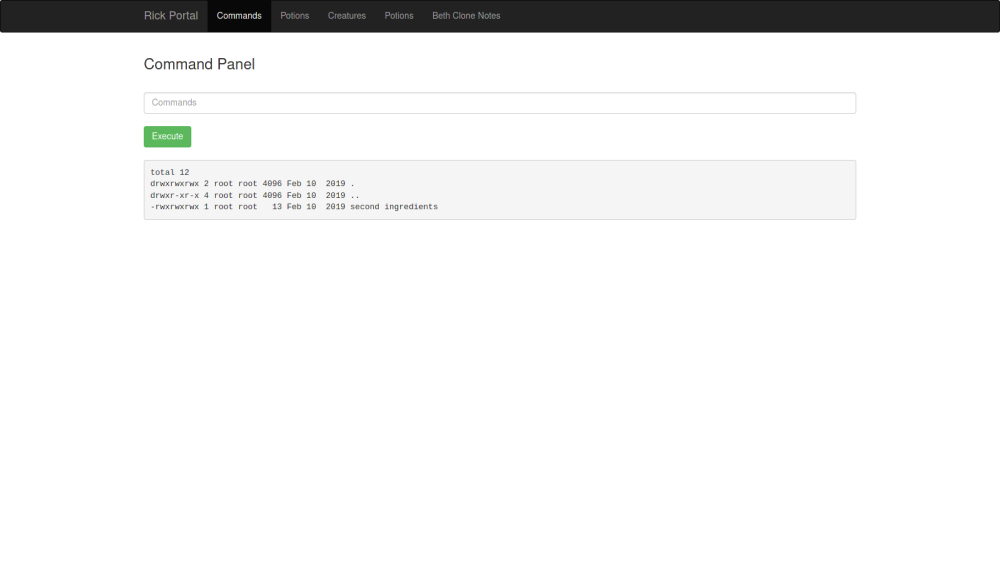 Rick Portal Commands Potions Creatures Potions Beth Clone Notes
Command Panel
Commands
Execute
total 12
drwxrwxrwx 2 root root 4096 Feb 10  2019 .
drwxr-xr-x 4 root root 4096 Feb 10  2019 ..
-rwxrwxrwx 1 root root   13 Feb 10  2019 second ingredients